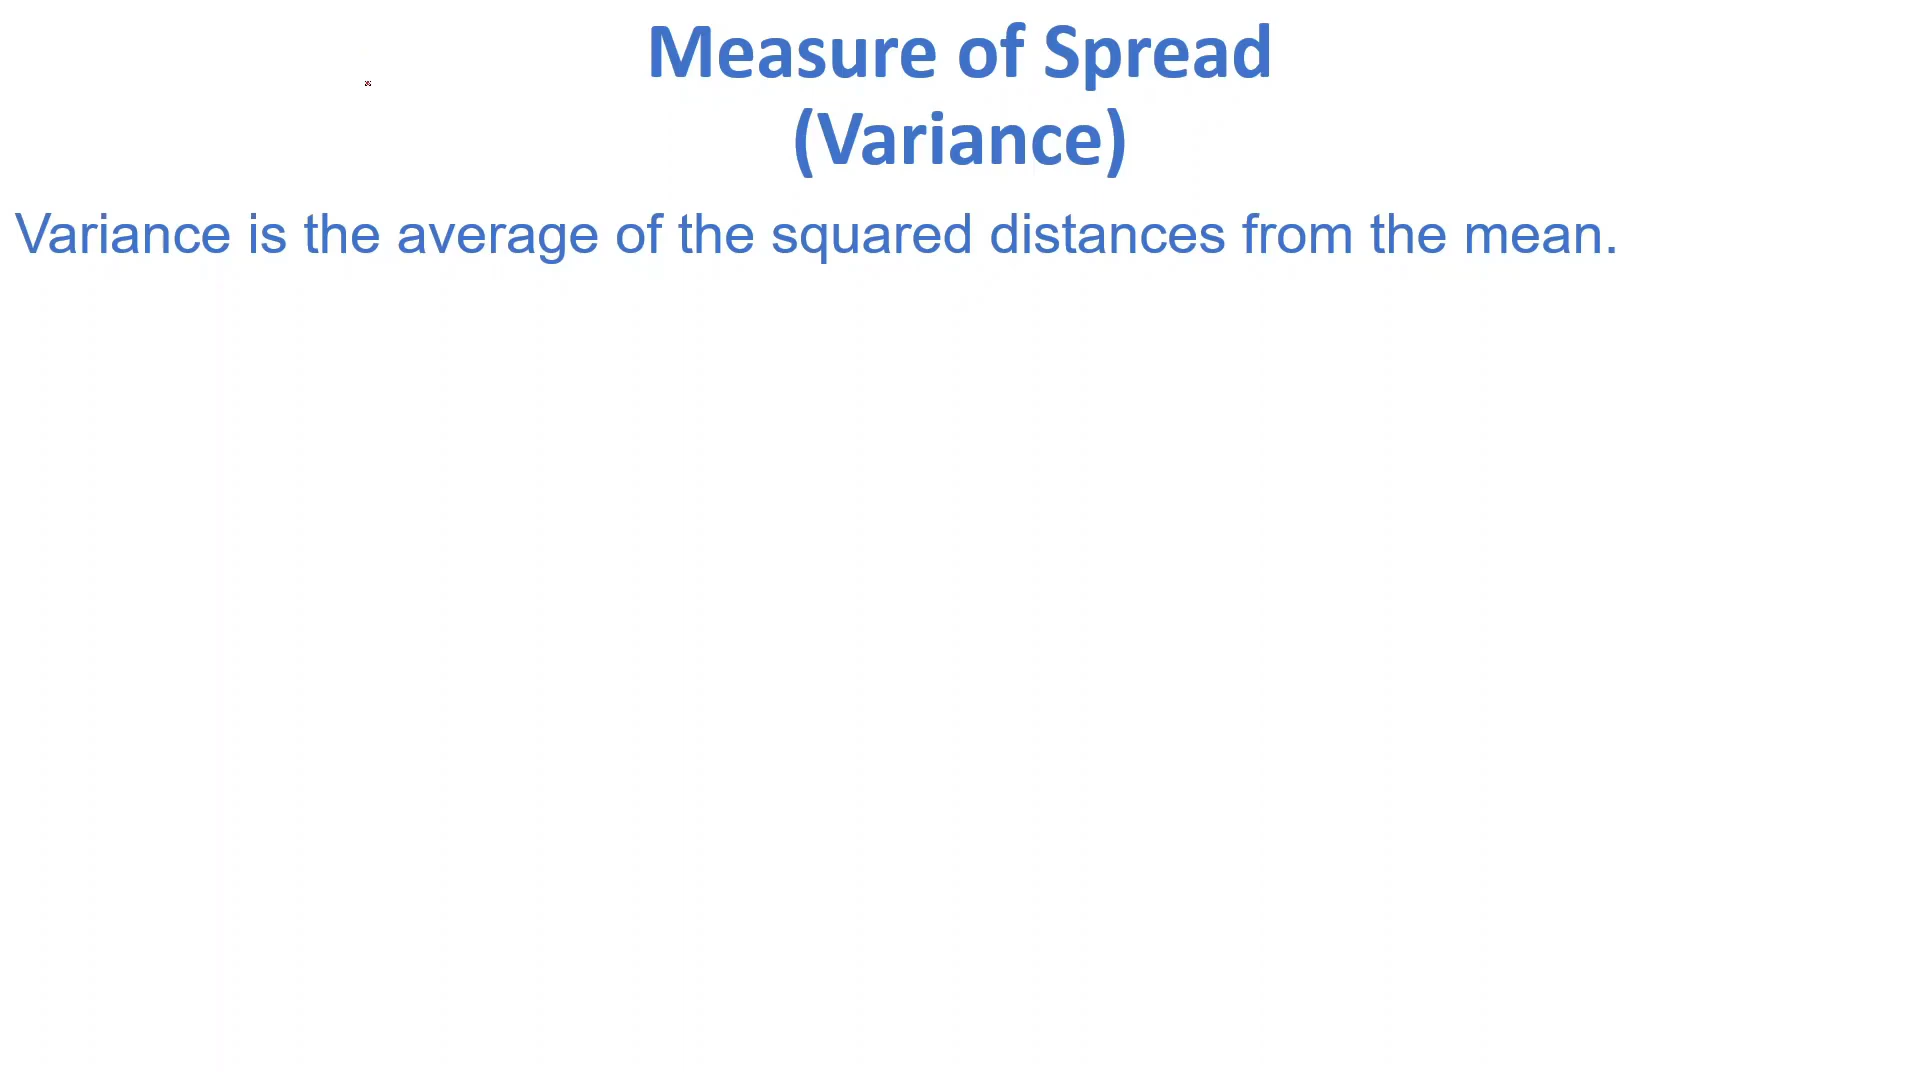 Measure of Spread
(Variance)
Variance is the average of the squared distances from the mean.